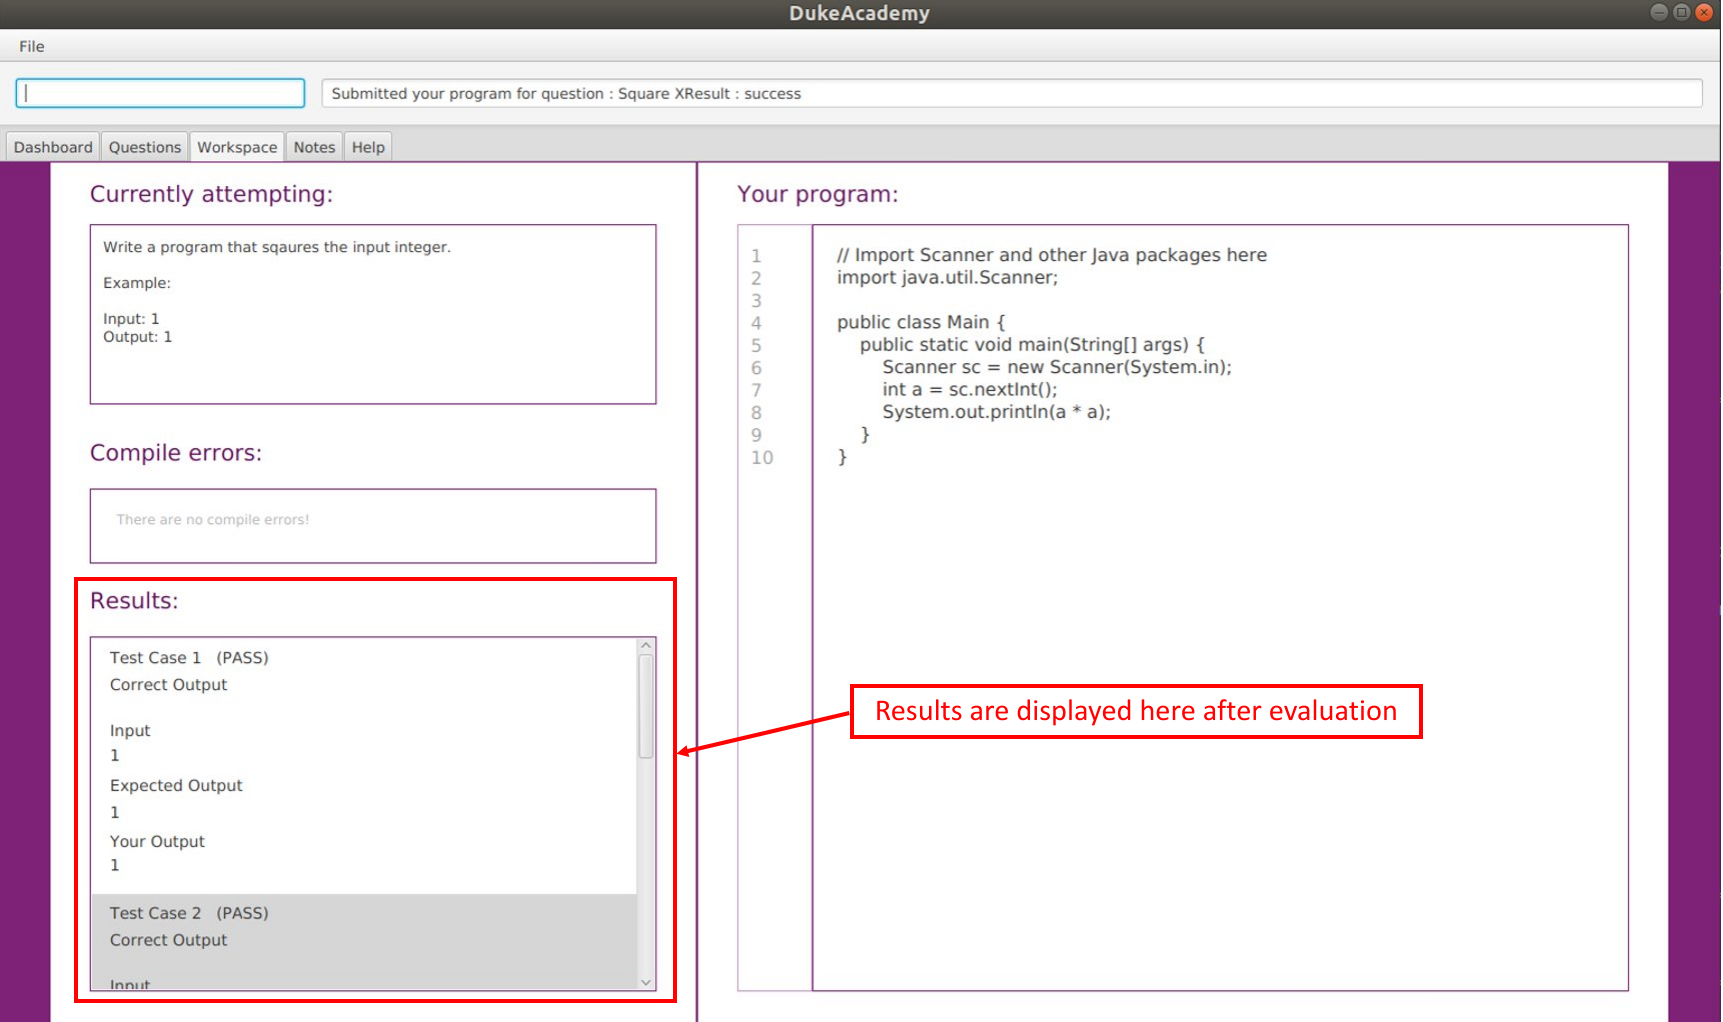 DukeAcademy
File
Submitted your program for question : Square XResult : success
Dashboard Questions Workspace Notes Help
Currently attempting:
Write a program that sqaures the input integer.
Example:
Input: 1
Output: 1
Compile errors:
There are no compile errors!
Results:
Test Case 1 (PASS)
Correct Output
Input
1
Expected Output
1
Your Output
1
Test Case 2 (PASS)
Correct Output
Input
Your program:
1 // Import Scanner and other Java packages here
2 import java.util.Scanner;
3
4 public class Main {
5 public static void main(String[] args) {
6 Scanner sc = new Scanner(System.in);
7 int a = sc.nextInt();
8 System.out.println(a * a);
9 }
10 }
Results are displayed here after evaluation